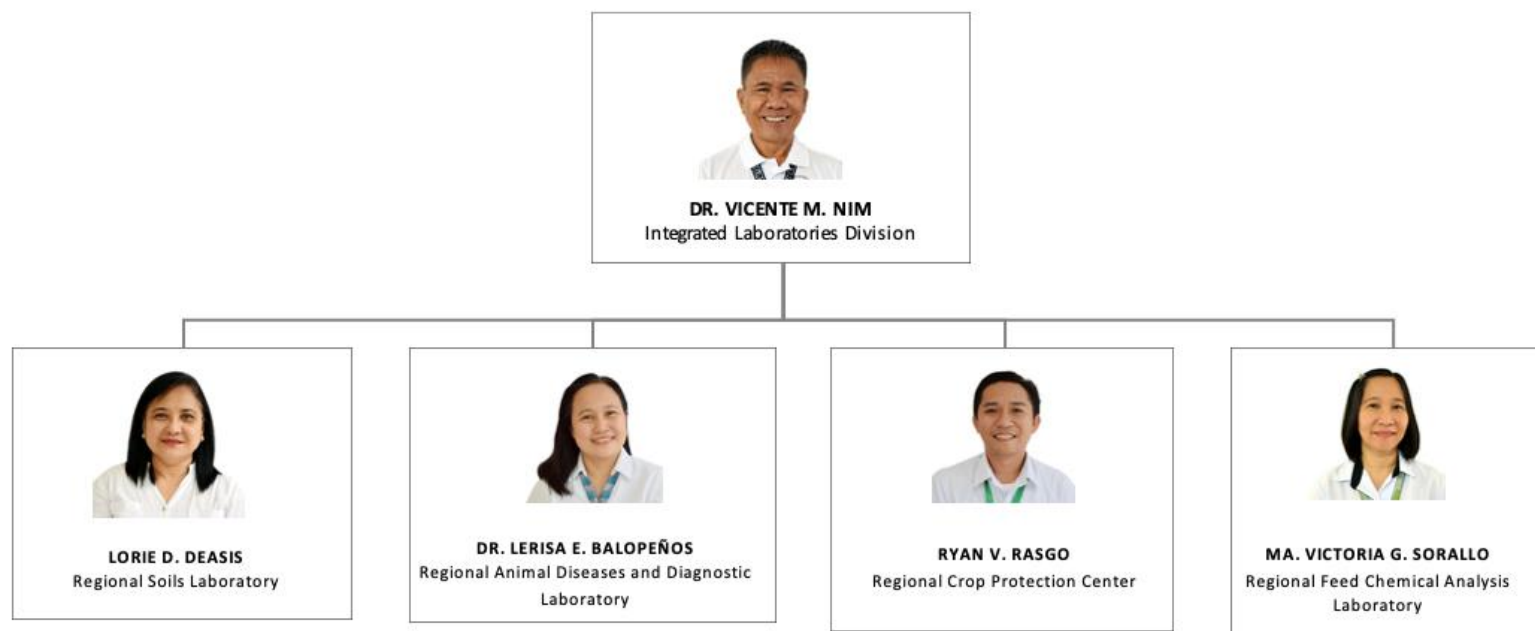 DR. VICENTE M. NIM
Integrated Laboratories Division
LORIE D. DEASIS
Regional Soils Laboratory
DR. LERISA E. BALOPEÑOS
Regional Animal Diseases and Diagnostic
Laboratory
RYAN V. RASGO
Regional Crop Protection Center
MA. VICTORIA G. SORALLO
Regional Feed Chemical Analysis
Laboratory